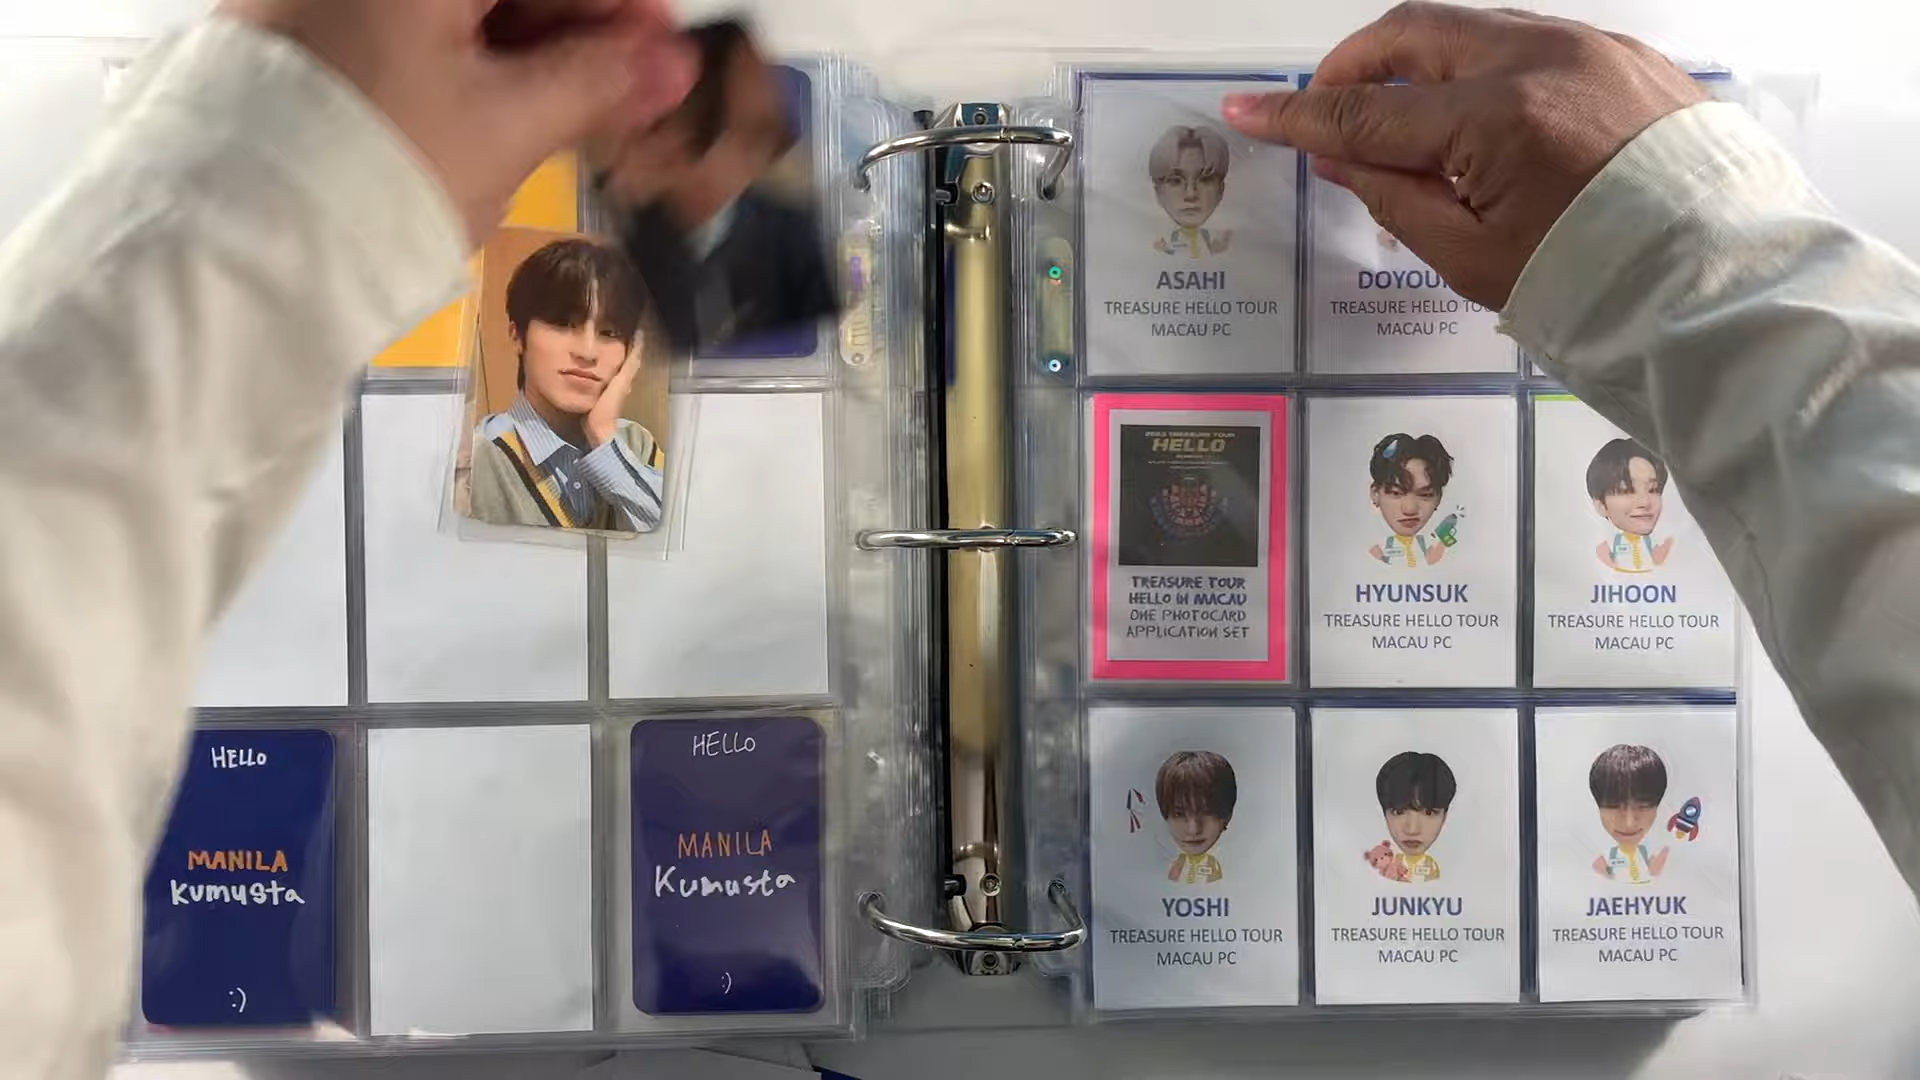 HELLO
MANILA
Kumusta
:)
HELLO
MANILA
Kumusta
:)
ASAHI
TREASURE HELLO TOUR
MACAU PC
TREASURE HELLO
MACAU PC
2023 TREASURE TOUR
HELLO
TREASURE TOUR
HELLO IN MACAU
ONE PHOTOCARD
APPLICATION SET
HYUNSUK
TREASURE HELLO TOUR
MACAU PC
JIHOON
TREASURE HELLO TOUR
MACAU PC
YOSHI
TREASURE HELLO TOUR
MACAU PC
JUNKYU
TREASURE HELLO TOUR
MACAU PC
JAEHYUK
TREASURE HELLO TOUR
MACAU PC